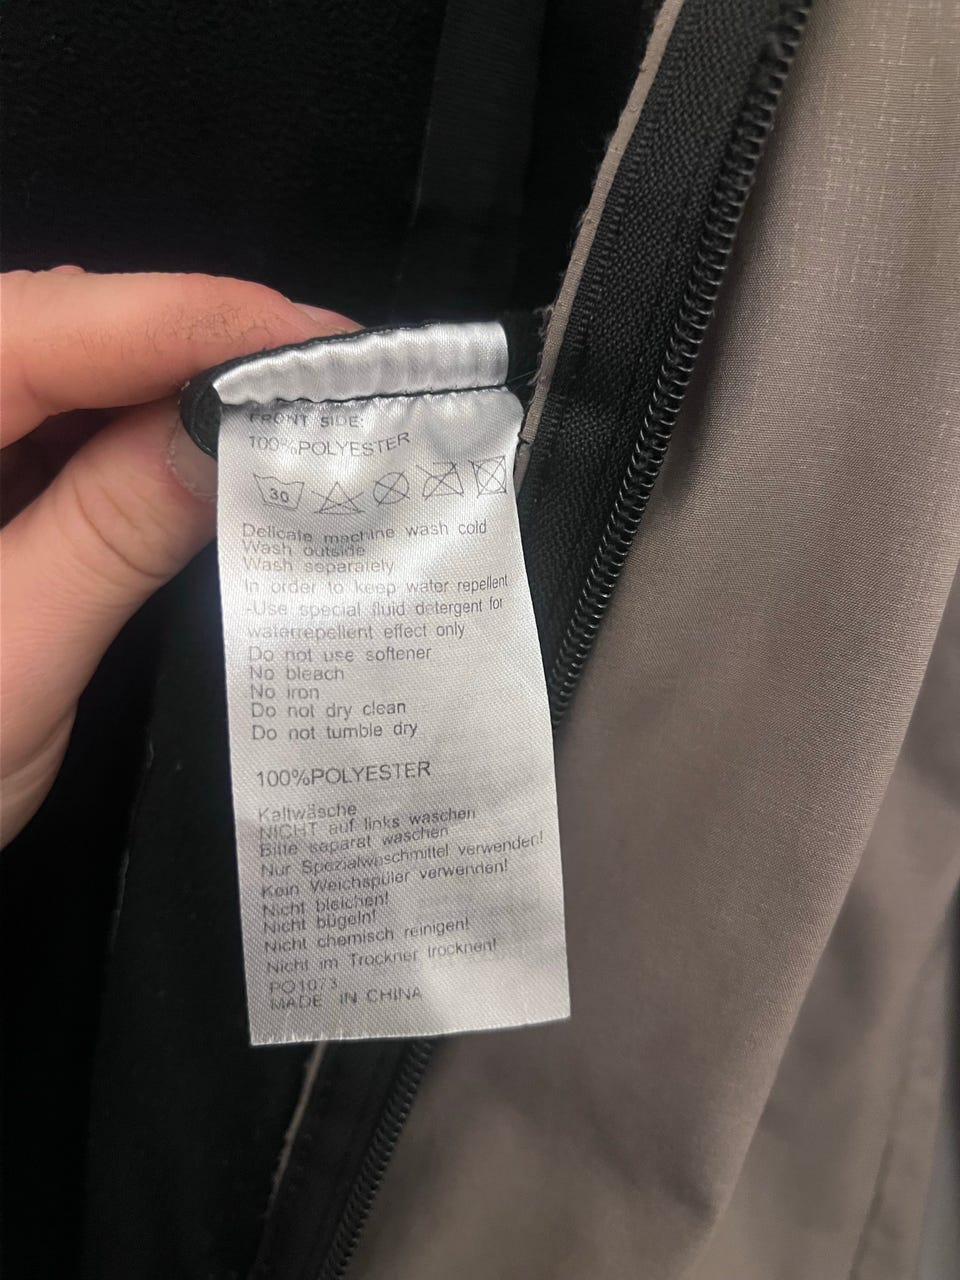 FRONT SIDE:
100%POLYESTER
30
Delicate machine wash cold
Wash outside
Wash separately
In order to keep water repellent
-Use special fluid detergent for
waterrepellent effect only
Do not use softener
No bleach
No iron
Do not dry clean
Do not tumble dry
100%POLYESTER
Kaltwäsche
NICHT auf links waschen
Bitte separat waschen
Nur Spezialwaschmittel verwenden!
Kein Weichspüler verwenden!
Nicht bleichen!
Nicht bügeln!
Nicht chemisch reinigen!
Nicht im Trockner trocknen!
PO1073
MADE IN CHINA